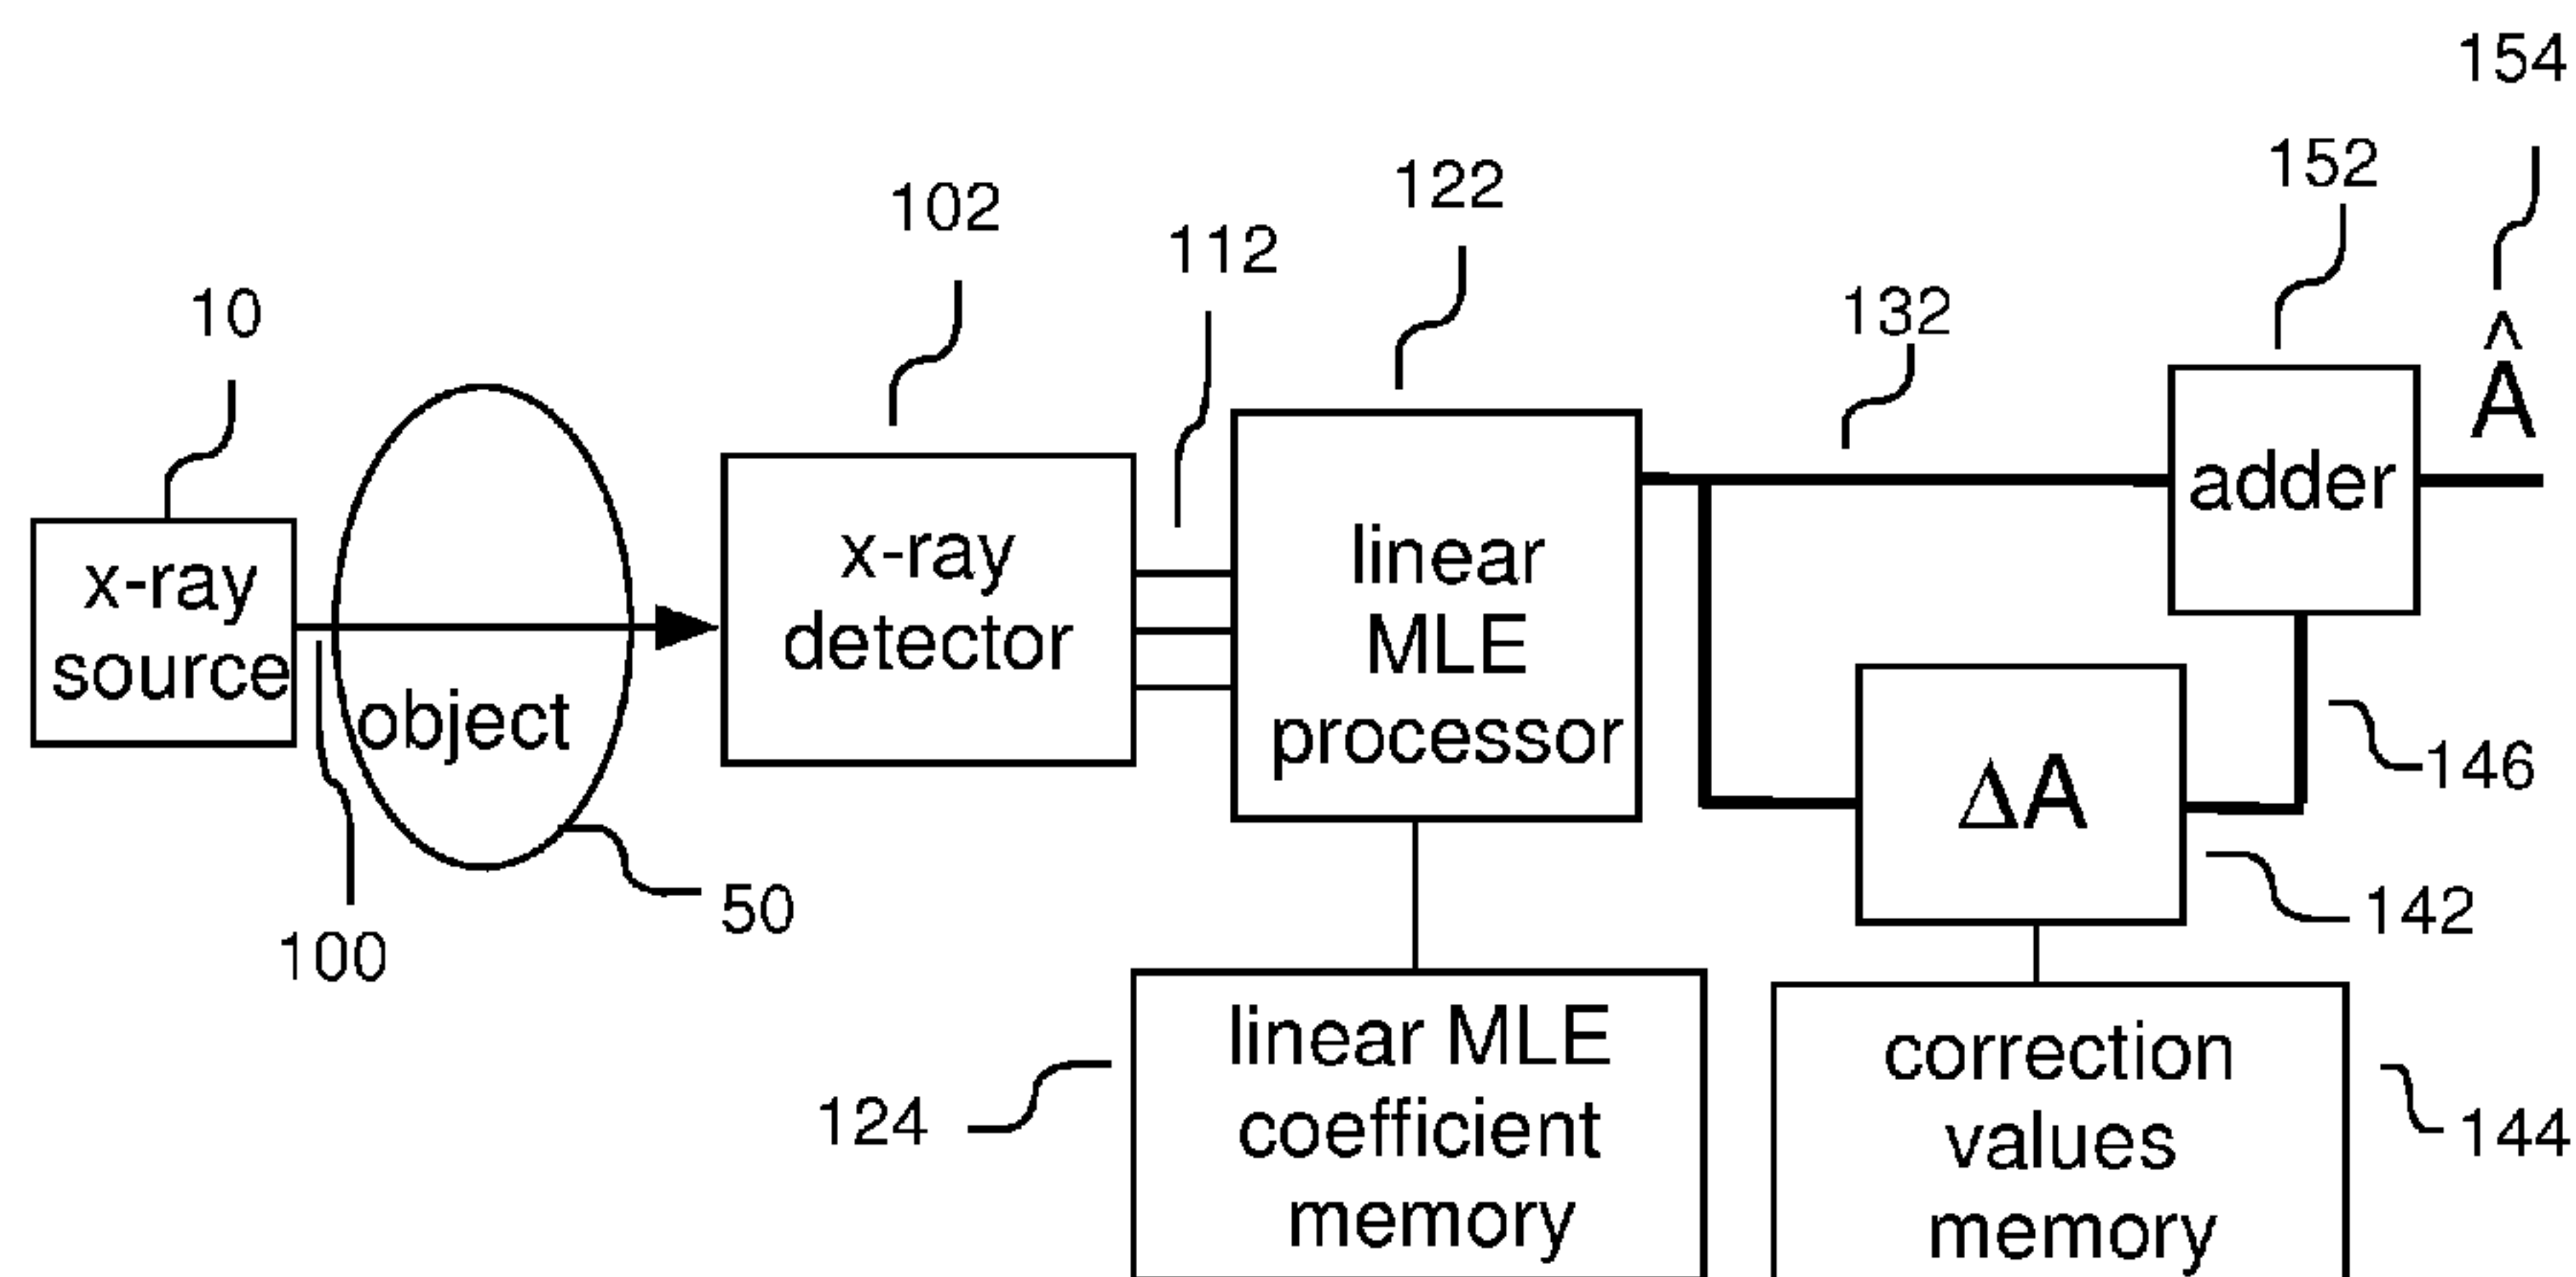 154
152
122
102
112
10
132
Â
adder
x-ray
source
object
x-ray
detector
linear
MLE
processor
ΔA
146
142
50
100
linear MLE
coefficient
memory
124
correction
values
memory
144